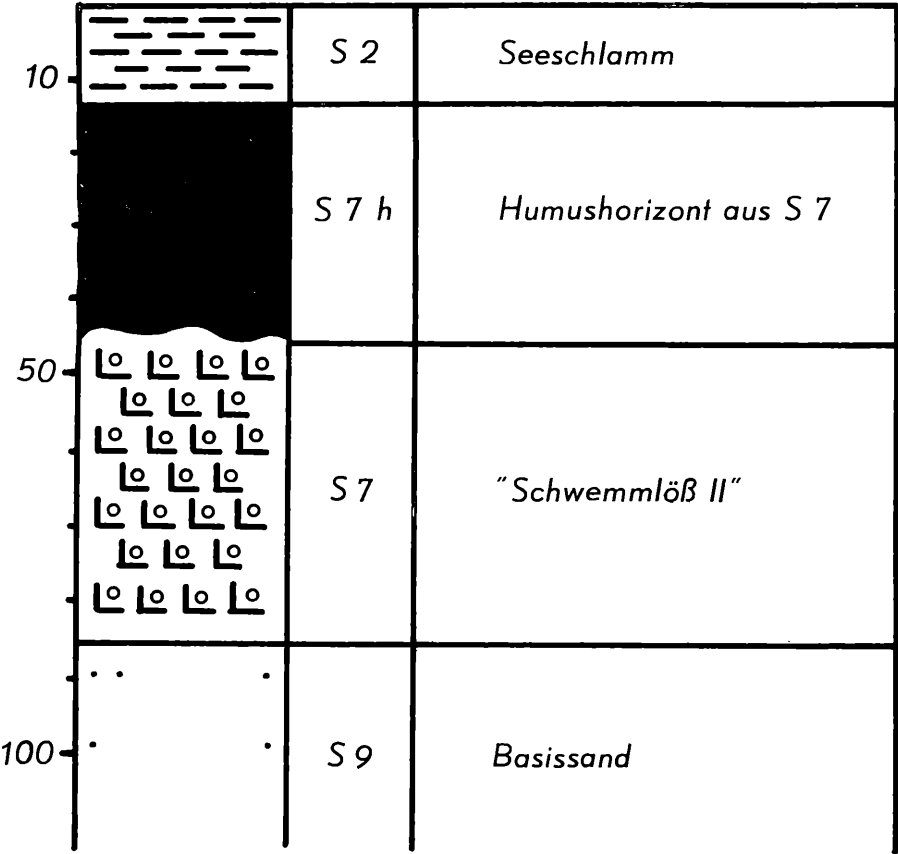 S 2 Seeschlamm
10
S 7 h Humushorizont aus S 7
50
S 7 "Schwemmlöß II"
100 S 9 Basissand